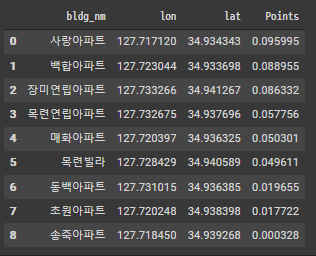 bldg_nm lon lat Points
0 사랑아파트 127.717120 34.934343 0.095995
1 백합아파트 127.723044 34.933698 0.088955
2 장미연립아파트 127.733266 34.941267 0.086332
3 목련연립아파트 127.732675 34.937696 0.057756
4 매화아파트 127.720397 34.936325 0.050301
5 목련빌라 127.728429 34.940589 0.049611
6 동백아파트 127.731015 34.936385 0.019655
7 초원아파트 127.720248 34.938398 0.017722
8 송죽아파트 127.718450 34.939268 0.000328